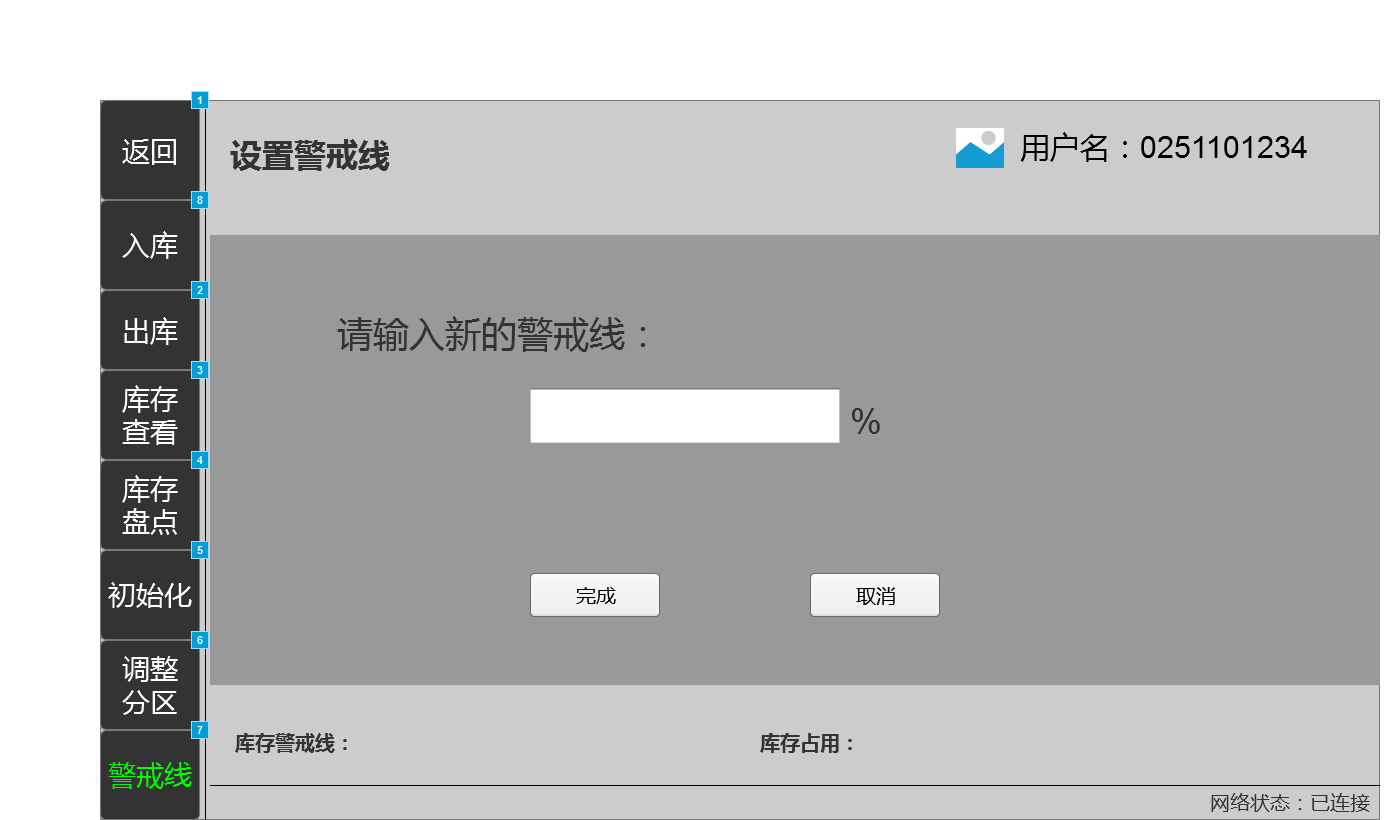 1
返回
设置警戒线
用户名：0251101234
8
入库
2
出库
3
库存
查看
4
库存
盘点
5
初始化
6
调整
分区
7
警戒线
请输入新的警戒线：
%
完成
取消
库存警戒线：
库存占用：
网络状态：已连接